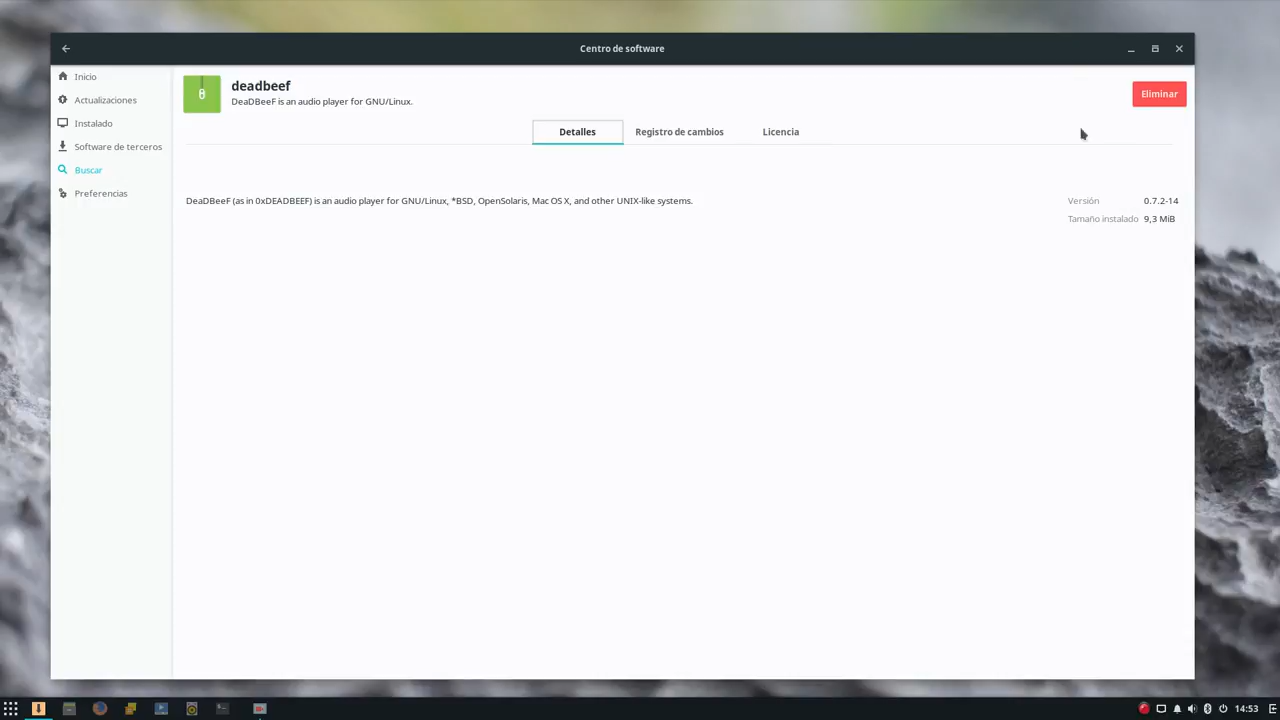 Centro de software
Inicio
Actualizaciones
Instalado
Software de terceros
Buscar
Preferencias
deadbeef
DeaDBeeF is an audio player for GNU/Linux.
Eliminar
Detalles
Registro de cambios
Licencia
DeaDBeeF (as in 0xDEADBEEF) is an audio player for GNU/Linux, *BSD, OpenSolaris, Mac OS X, and other UNIX-like systems.
Versión 0.7.2-14
Tamaño instalado 9,3 MiB
14:53